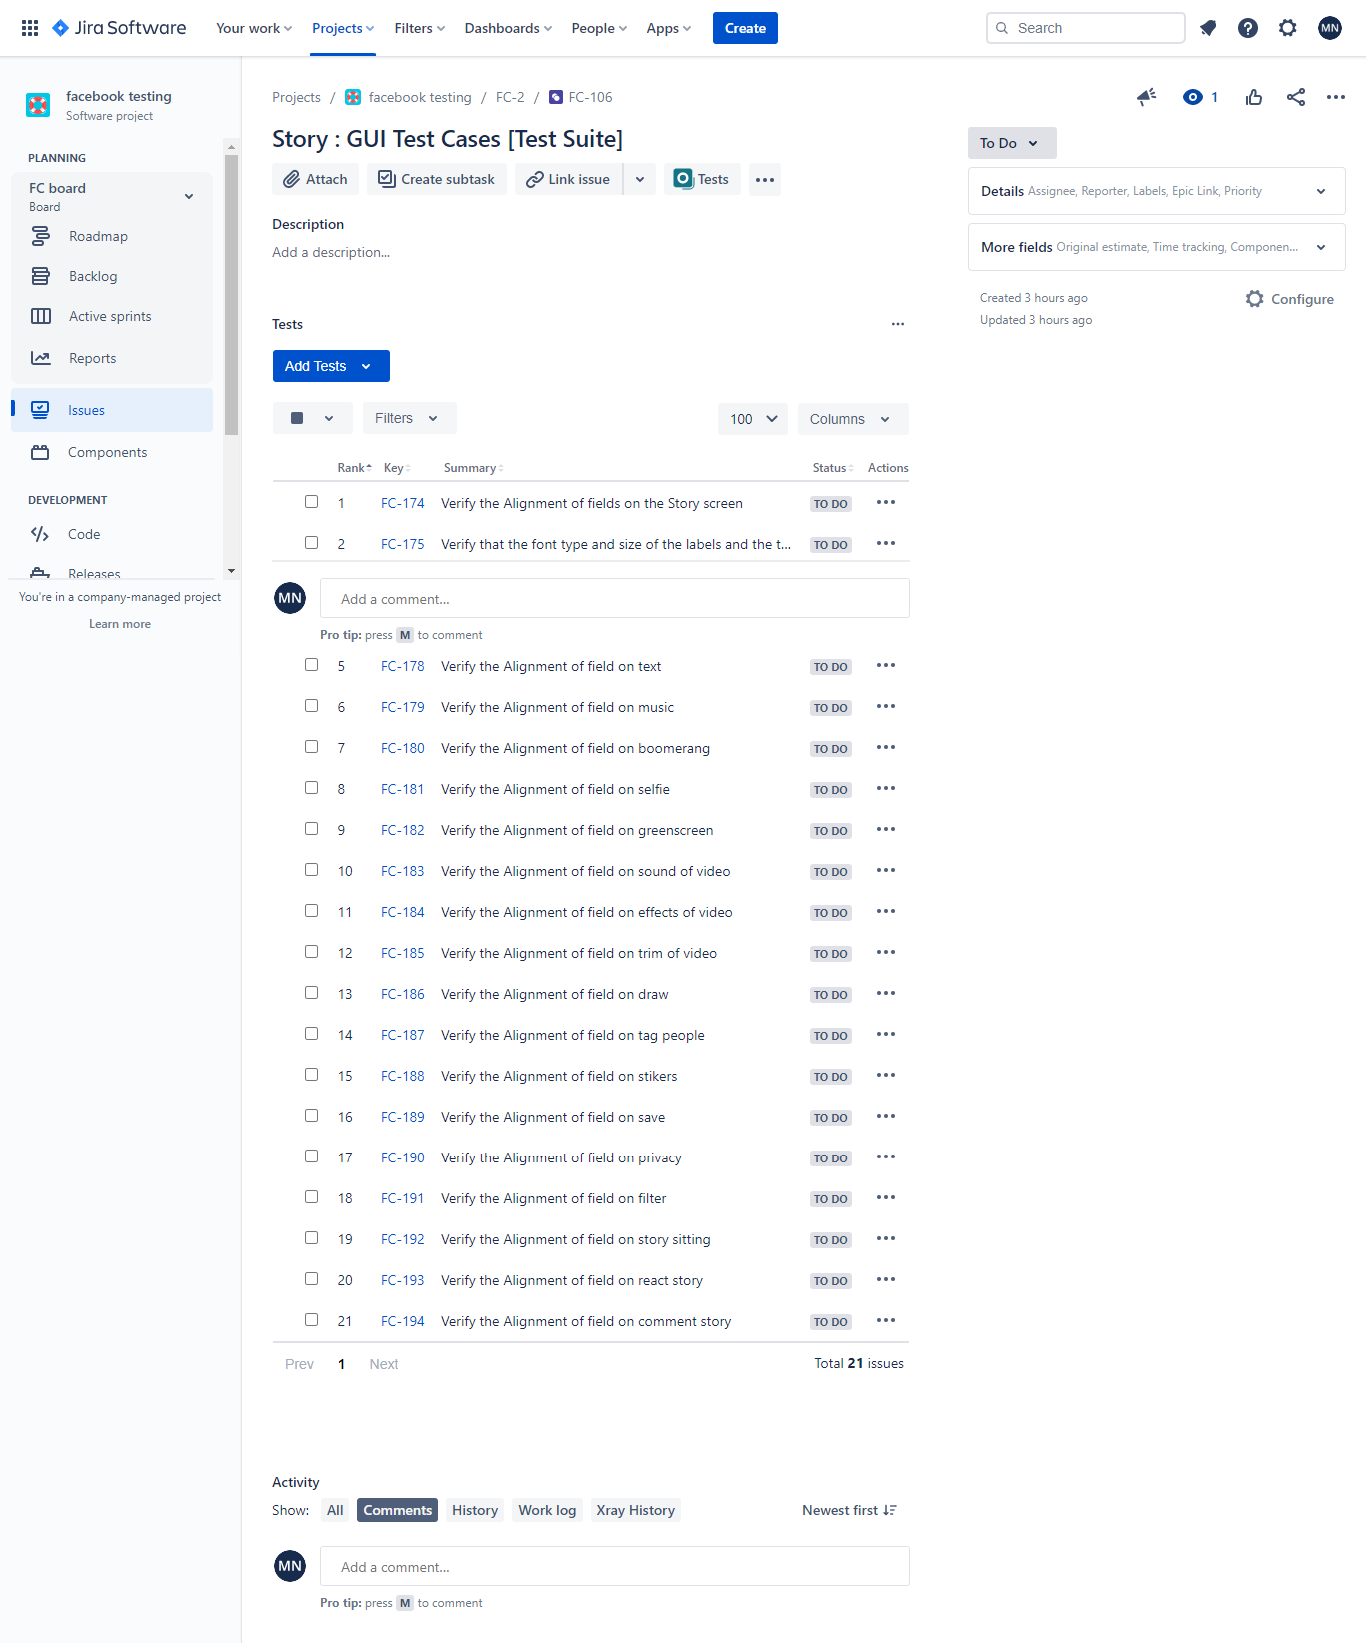 Jira Software
Your work
Projects
Filters
Dashboards
People
Apps
Create
Search
MN
facebook testing
Software project
PLANNING
FC board
Board
Roadmap
Backlog
Active sprints
Reports
Issues
Components
DEVELOPMENT
Code
Releases
You're in a company-managed project
Learn more
Projects / facebook testing / FC-2 / FC-106
1
Story : GUI Test Cases [Test Suite]
Attach
Create subtask
Link issue
Tests
To Do
Details Assignee, Reporter, Labels, Epic Link, Priority
More fields Original estimate, Time tracking, Componen...
Created 3 hours ago
Updated 3 hours ago
Configure
Description
Add a description...
Tests
Add Tests
Filters
100
Columns
Rank Key Summary Status Actions
1 FC-174 Verify the Alignment of fields on the Story screen TO DO
2 FC-175 Verify that the font type and size of the labels and the t... TO DO
MN
Add a comment...
Pro tip: press M to comment
5 FC-178 Verify the Alignment of field on text TO DO
6 FC-179 Verify the Alignment of field on music TO DO
7 FC-180 Verify the Alignment of field on boomerang TO DO
8 FC-181 Verify the Alignment of field on selfie TO DO
9 FC-182 Verify the Alignment of field on greenscreen TO DO
10 FC-183 Verify the Alignment of field on sound of video TO DO
11 FC-184 Verify the Alignment of field on effects of video TO DO
12 FC-185 Verify the Alignment of field on trim of video TO DO
13 FC-186 Verify the Alignment of field on draw TO DO
14 FC-187 Verify the Alignment of field on tag people TO DO
15 FC-188 Verify the Alignment of field on stikers TO DO
16 FC-189 Verify the Alignment of field on save TO DO
17 FC-190 Verify the Alignment of field on privacy TO DO
18 FC-191 Verify the Alignment of field on filter TO DO
19 FC-192 Verify the Alignment of field on story sitting TO DO
20 FC-193 Verify the Alignment of field on react story TO DO
21 FC-194 Verify the Alignment of field on comment story TO DO
Prev 1 Next
Total 21 issues
Activity
Show: All Comments History Work log Xray History
Newest first
MN
Add a comment...
Pro tip: press M to comment